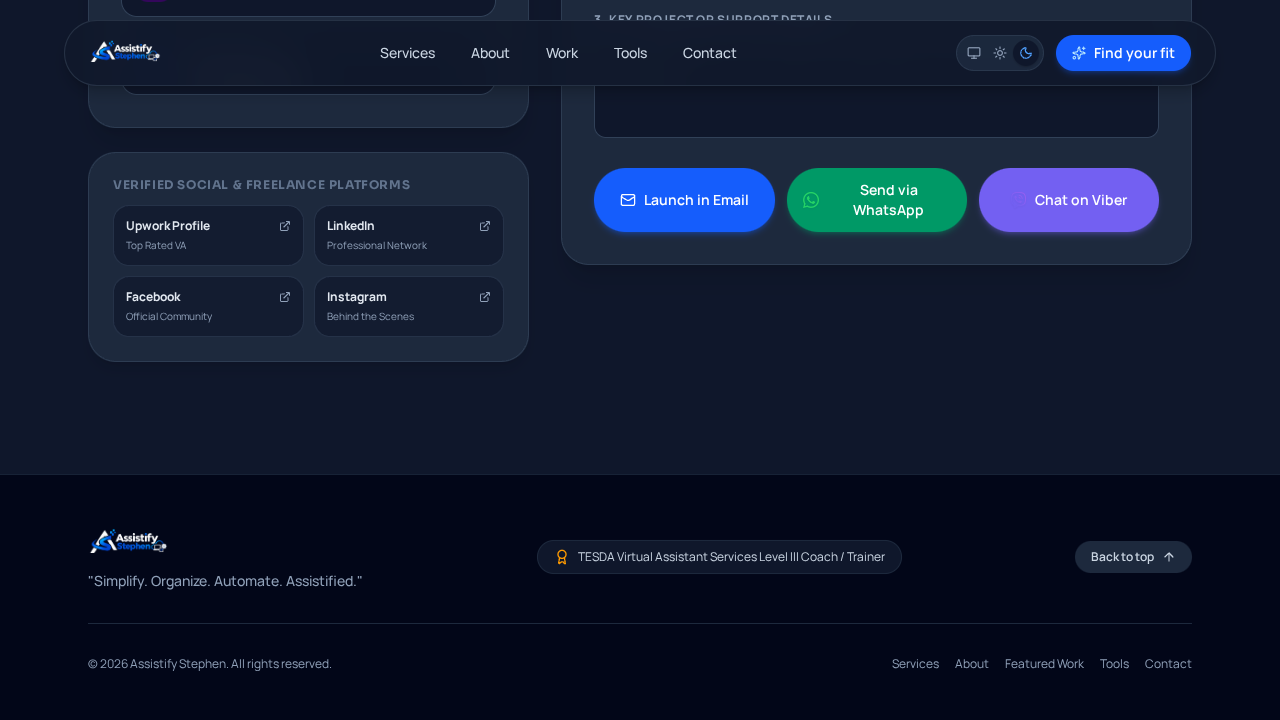 Assistify
Stephen
Services
About
Work
Tools
Contact
Find your fit
3. KEY PROJECT OR SUPPORT DETAILS
VERIFIED SOCIAL & FREELANCE PLATFORMS
Upwork Profile
Top Rated VA
LinkedIn
Professional Network
Facebook
Official Community
Instagram
Behind the Scenes
Launch in Email
Send via
WhatsApp
Chat on Viber
Assistify
Stephen
"Simplify. Organize. Automate. Assistified."
TESDA Virtual Assistant Services Level III Coach / Trainer
Back to top
© 2026 Assistify Stephen. All rights reserved.
Services
About
Featured Work
Tools
Contact